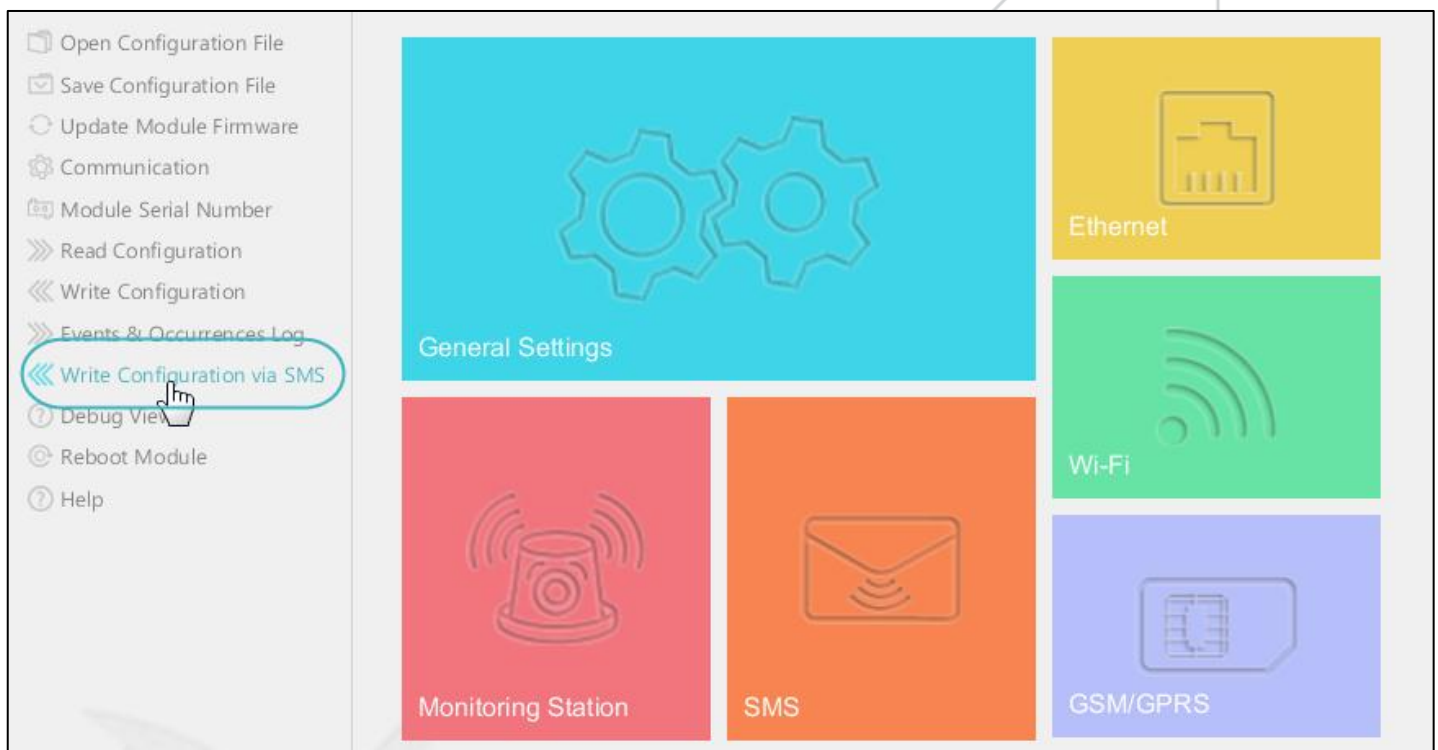 Open Configuration File
Save Configuration File
Update Module Firmware
Communication
Module Serial Number
Read Configuration
Write Configuration
Events & Occurrences Log
Write Configuration via SMS
Debug View
Reboot Module
Help
General Settings
Ethernet
Wi-Fi
Monitoring Station
SMS
GSM/GPRS